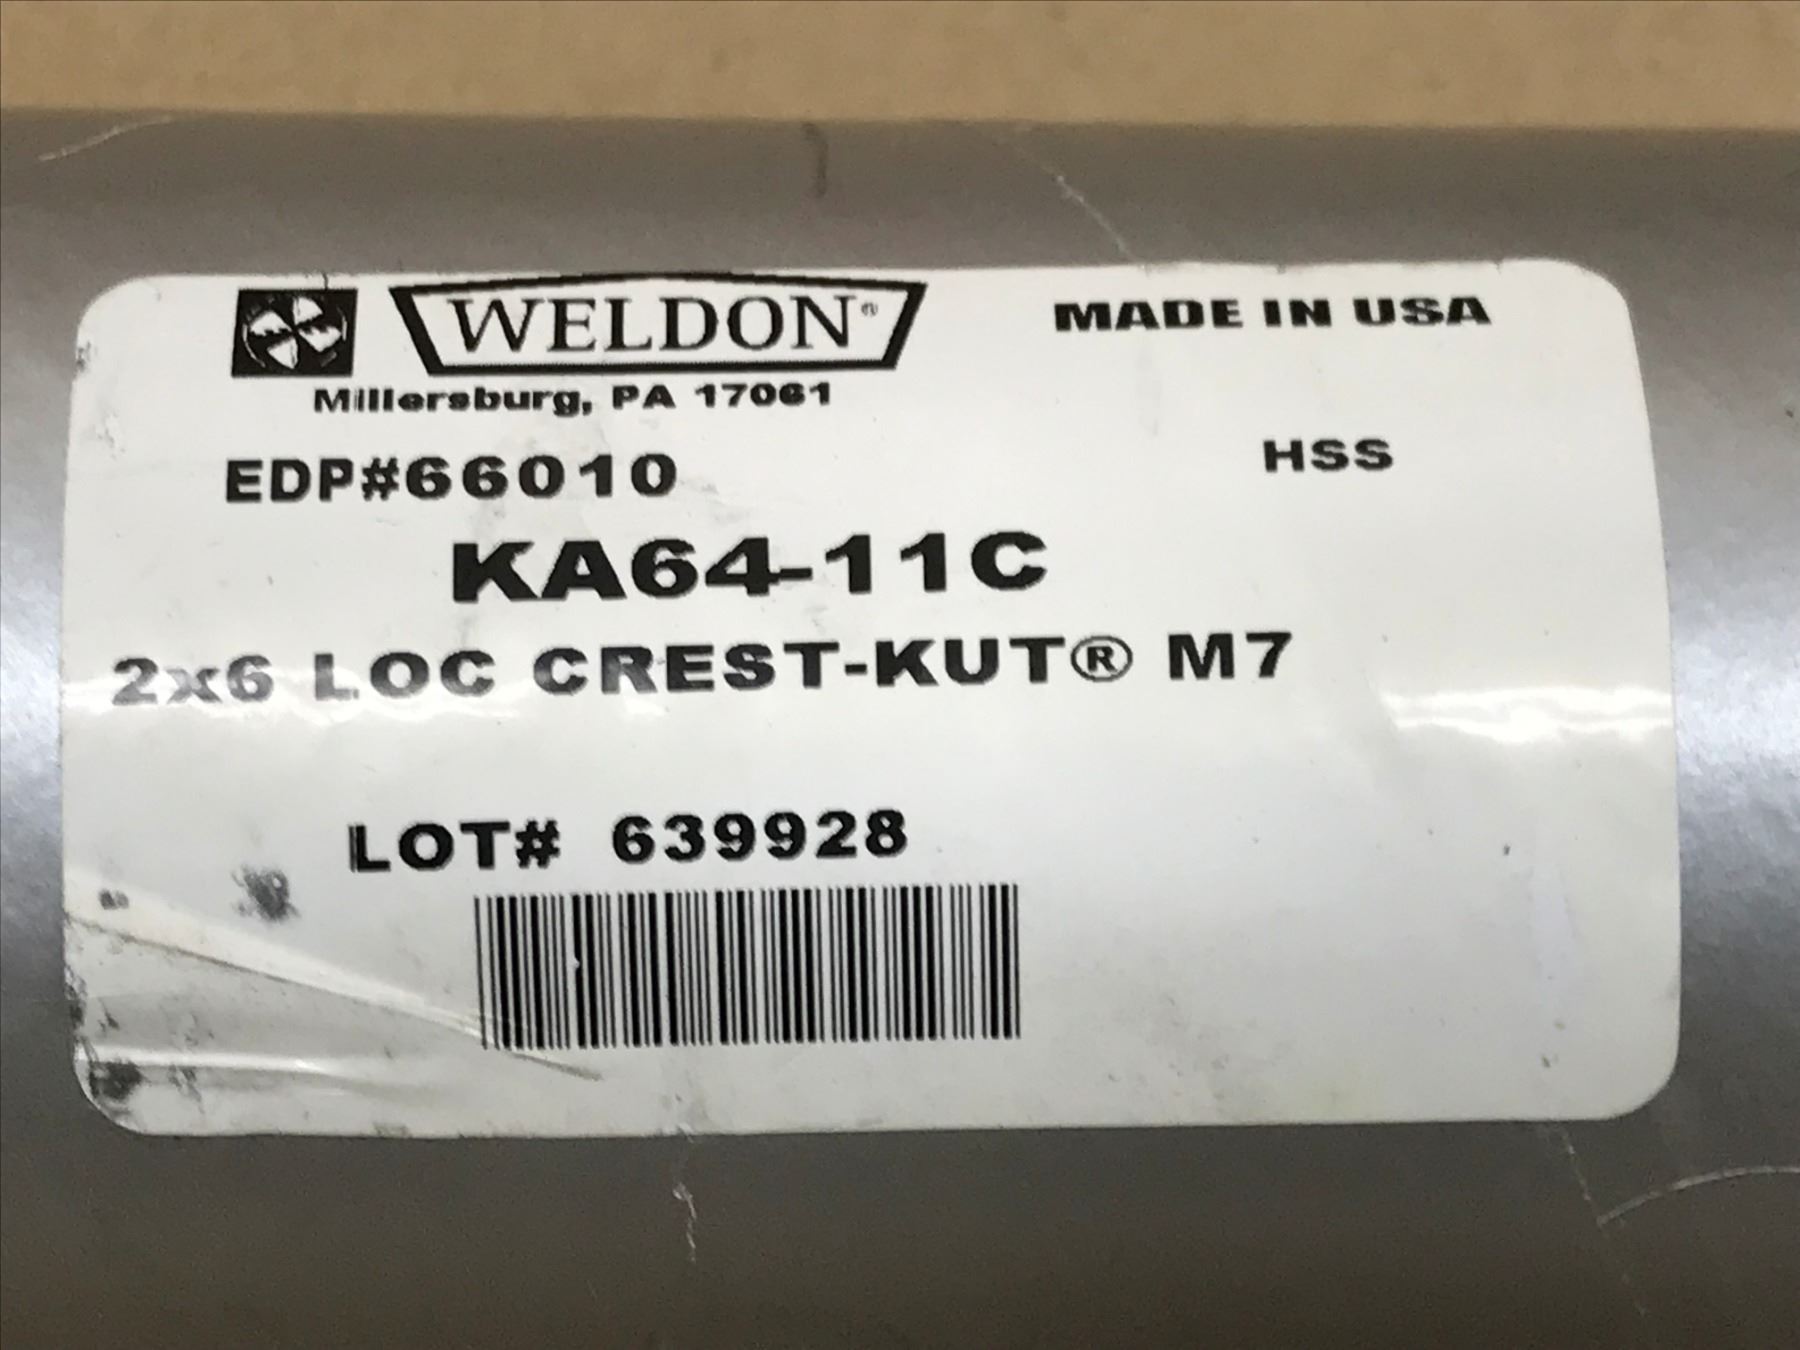 WELDON®
MADE IN USA
Millersburg, PA 17061
EDP#66010
HSS
KA64-11C
2x6 LOC CREST-KUT® M7
LOT# 639928